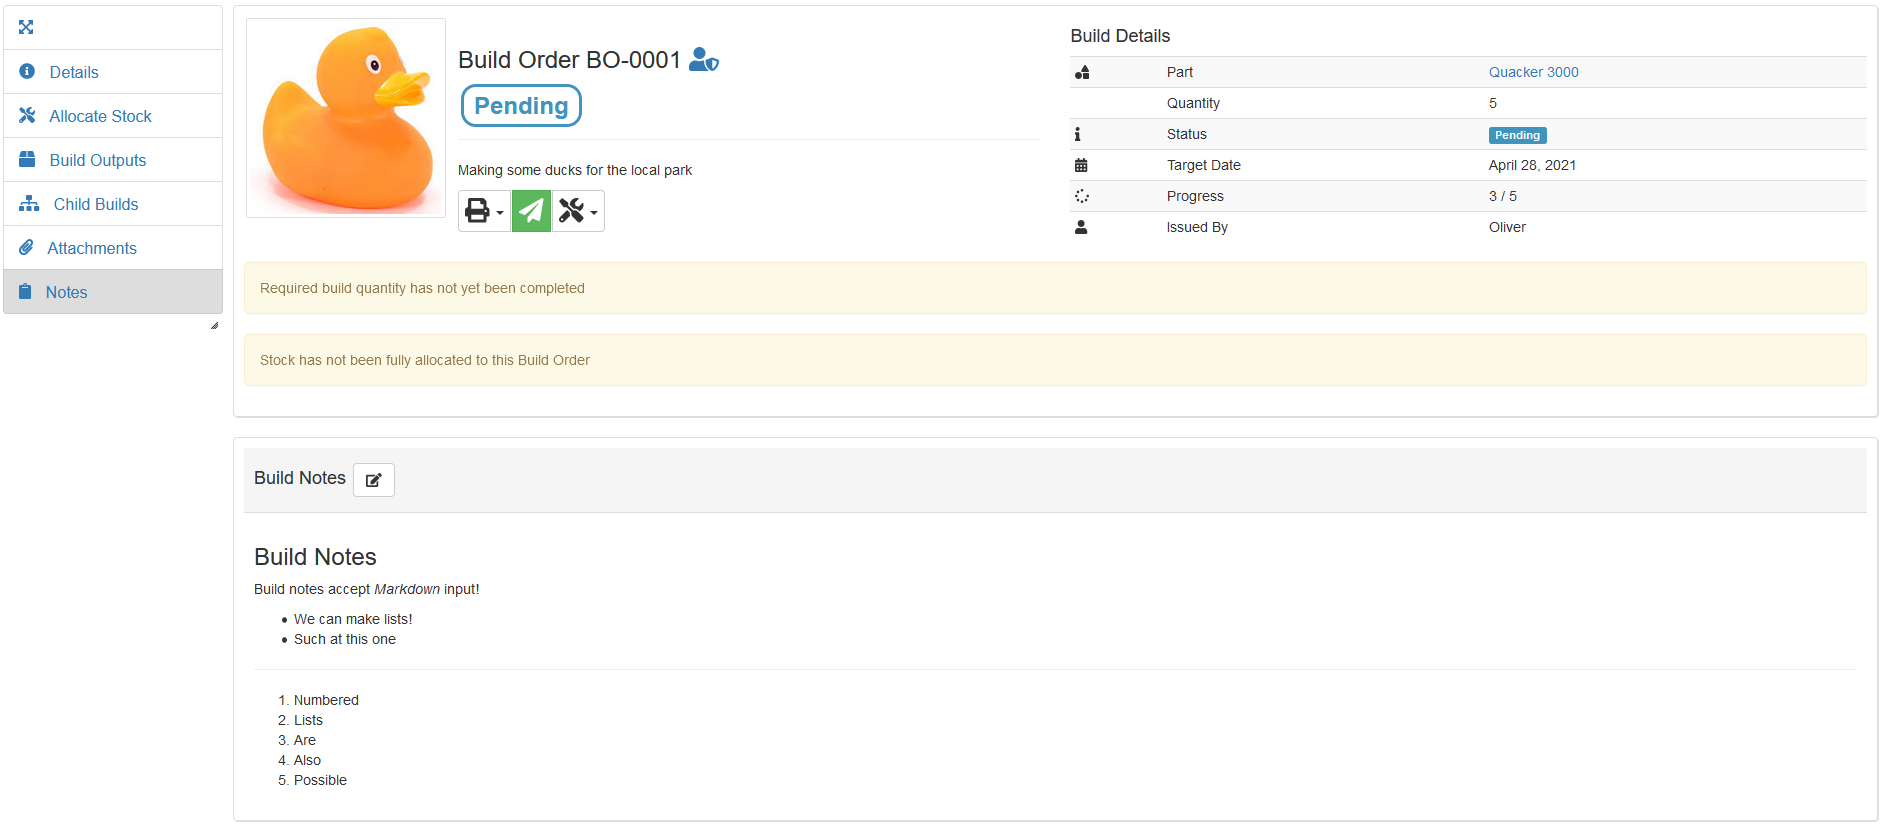 Details
Allocate Stock
Build Outputs
Child Builds
Attachments
Notes
Build Order BO-0001
Pending
Making some ducks for the local park
Build Details
Part Quacker 3000
Quantity 5
Status Pending
Target Date April 28, 2021
Progress 3 / 5
Issued By Oliver
Required build quantity has not yet been completed
Stock has not been fully allocated to this Build Order
Build Notes
Build Notes
Build notes accept Markdown input!
• We can make lists!
• Such at this one
1. Numbered
2. Lists
3. Are
4. Also
5. Possible